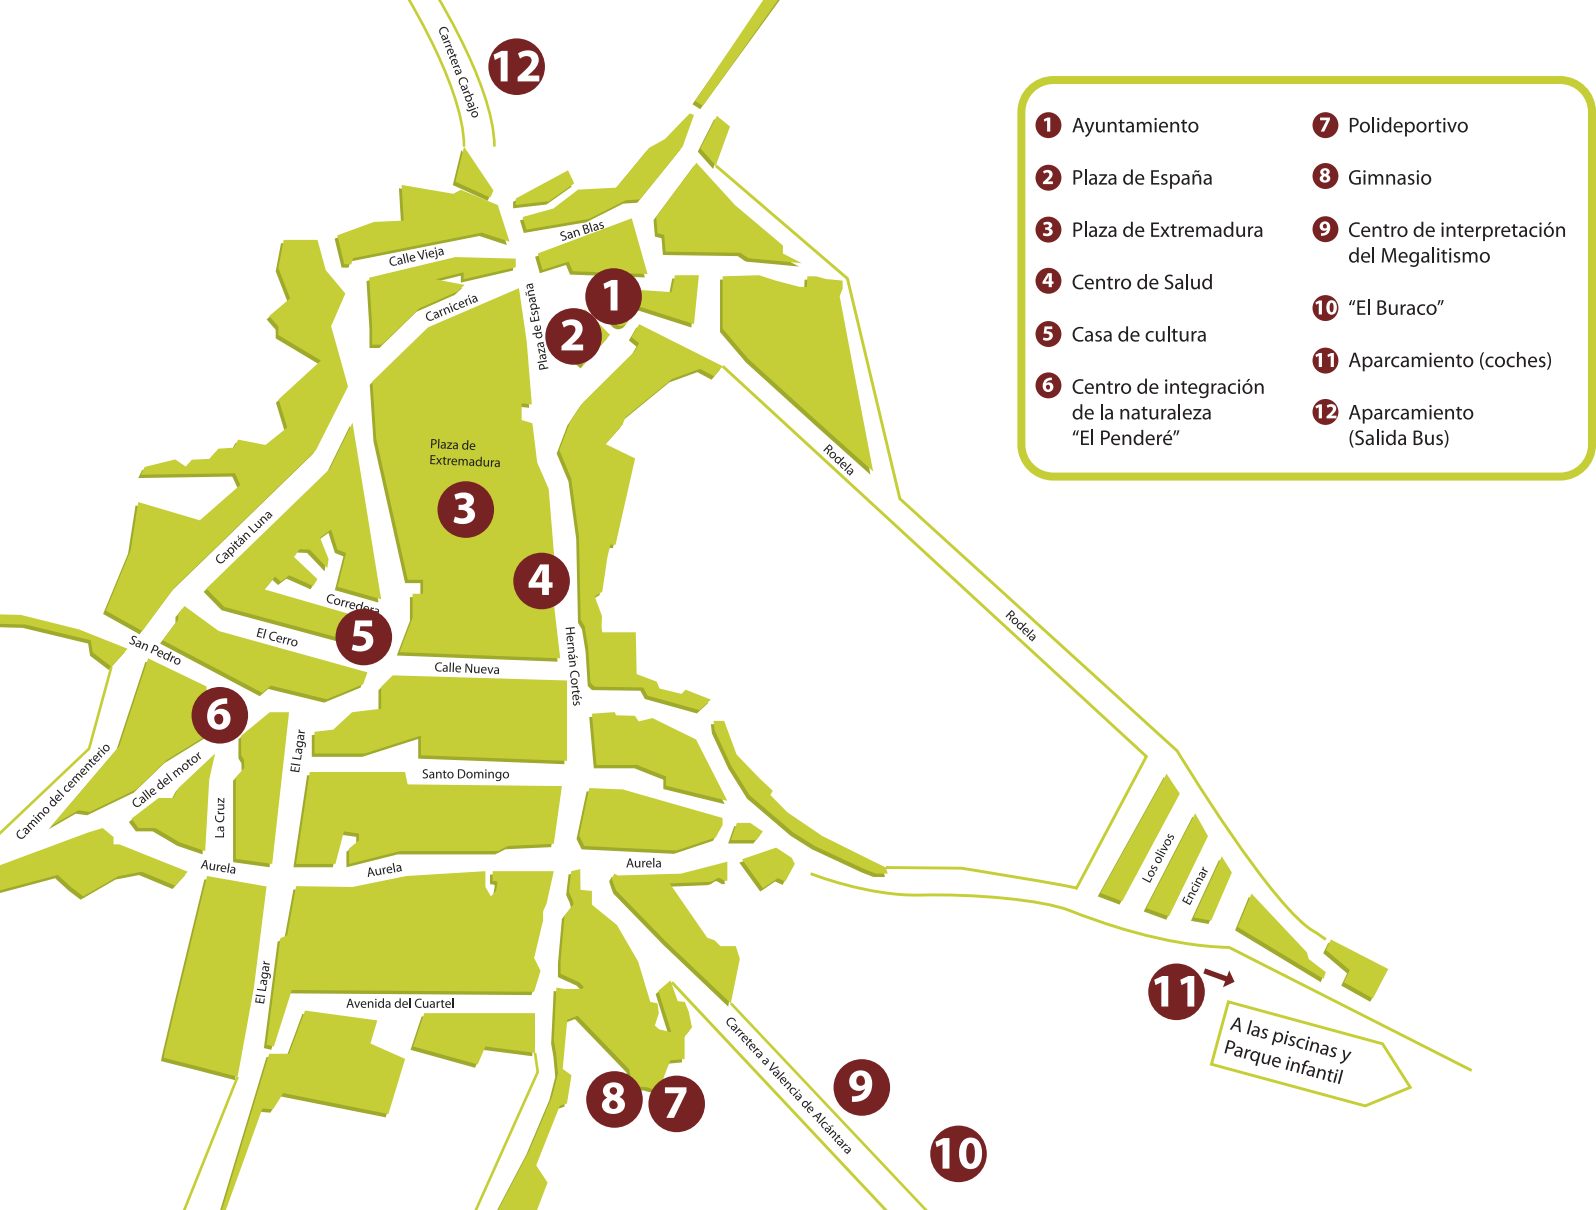 Carretera Carbajo
12
1 Ayuntamiento
2 Plaza de España
3 Plaza de Extremadura
4 Centro de Salud
5 Casa de cultura
6 Centro de integración
de la naturaleza
“El Penderé”
7 Polideportivo
8 Gimnasio
9 Centro de interpretación
del Megalitismo
10 “El Buraco”
11 Aparcamiento (coches)
12 Aparcamiento
(Salida Bus)
San Blas
Calle Vieja
Carnicería
Plaza de España
1
2
Plaza de
Extremadura
3
4
Rodela
Capitán Luna
Corredera
El Cerro
5
San Pedro
Calle Nueva
Hernán Cortés
Rodela
6
El Lagar
Camino del cementerio
Calle del motor
La Cruz
Santo Domingo
Aurela
Aurela
Aurela
Los olivos
Encinar
El Lagar
Avenida del Cuartel
11
A las piscinas y
Parque infantil
Carretera a Valencia de Alcántara
8
7
9
10